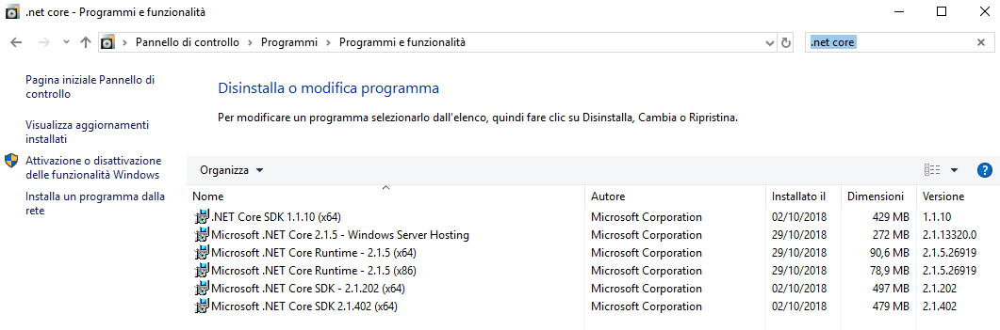 .net core - Programmi e funzionalità
Pannello di controllo Programmi Programmi e funzionalità .net core
Pagina iniziale Pannello di
controllo
Visualizza aggiornamenti
installati
Attivazione o disattivazione
delle funzionalità Windows
Installa un programma dalla
rete
Disinstalla o modifica programma
Per modificare un programma selezionarlo dall'elenco, quindi fare clic su Disinstalla, Cambia o Ripristina.
Organizza
Nome Autore Installato il Dimensioni Versione
.NET Core SDK 1.1.10 (x64) Microsoft Corporation 02/10/2018 429 MB 1.1.10
Microsoft .NET Core 2.1.5 - Windows Server Hosting Microsoft Corporation 29/10/2018 272 MB 2.1.13320.0
Microsoft .NET Core Runtime - 2.1.5 (x64) Microsoft Corporation 29/10/2018 90,6 MB 2.1.5.26919
Microsoft .NET Core Runtime - 2.1.5 (x86) Microsoft Corporation 29/10/2018 78,9 MB 2.1.5.26919
Microsoft .NET Core SDK - 2.1.202 (x64) Microsoft Corporation 02/10/2018 497 MB 2.1.202
Microsoft .NET Core SDK 2.1.402 (x64) Microsoft Corporation 02/10/2018 479 MB 2.1.402